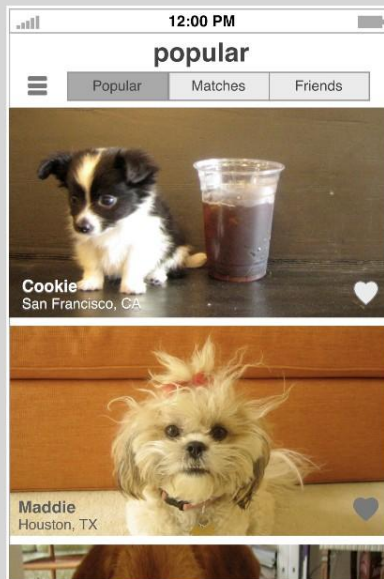 12:00 PM
popular
Popular
Matches
Friends
Cookie
San Francisco, CA
Maddie
Houston, TX